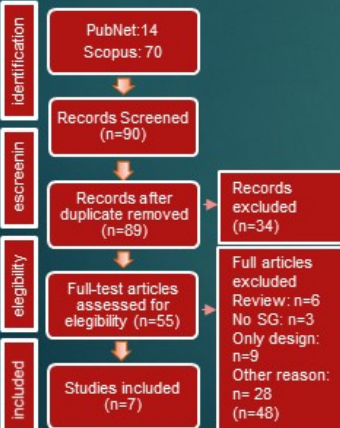 identification
PubNet:14
Scopus: 70
Records Screened
(n=90)
escreenin
Records after
duplicate removed
(n=89)
Records
excluded
(n=34)
elegibility
Full-test articles
assessed for
elegibility (n=55)
Full articles
excluded
Review: n=6
No SG: n=3
Only design:
n=9
Other reason:
n= 28
(n=48)
included
Studies included
(n=7)